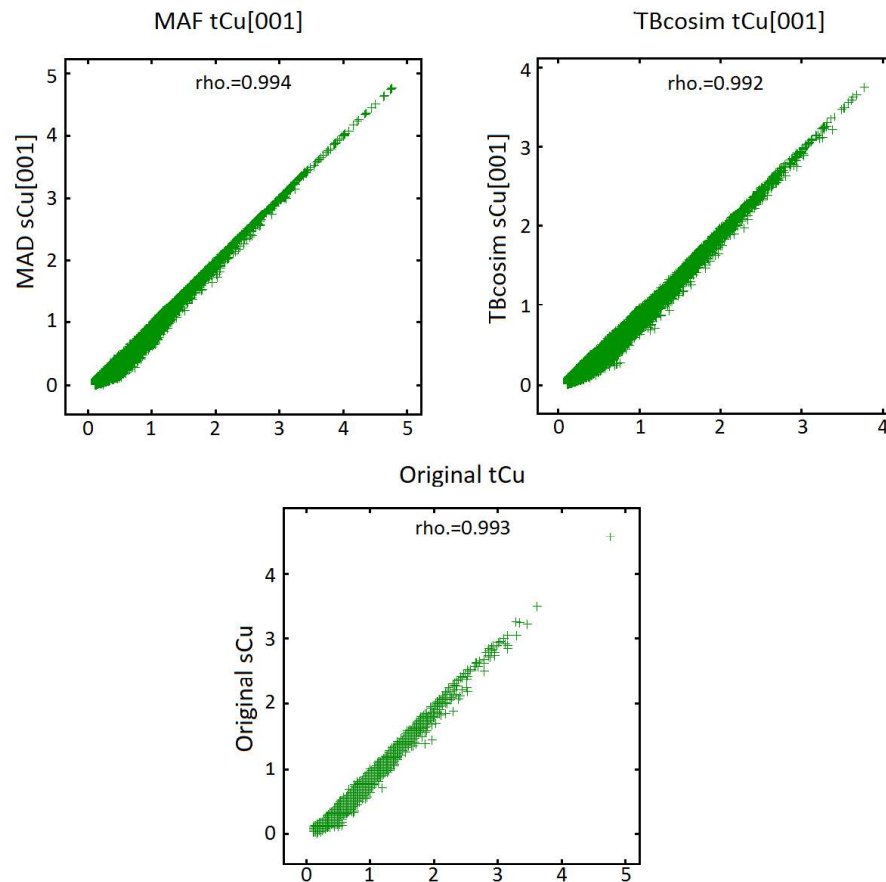 MAF tCu[001]
TBcosim tCu[001]
rho.=0.994
MAD sCu[001]
5
4
3
2
1
0
0 1 2 3 4 5
rho.=0.992
TBcosim sCu[001]
4
3
2
1
0
0 1 2 3 4
Original tCu
rho.=0.993
Original sCu
4
3
2
1
0
0 1 2 3 4 5